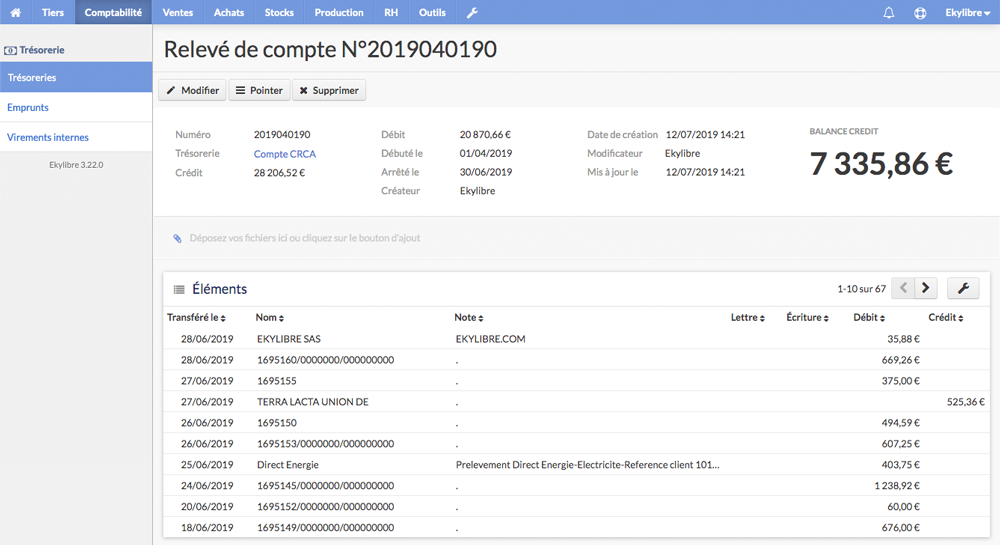 Tiers Comptabilité Ventes Achats Stocks Production RH Outils Ekylibre
Trésorerie
Trésoreries
Emprunts
Virements internes
Ekylibre 3.22.0
Relevé de compte N°2019040190
Modifier Pointer Supprimer
Numéro 2019040190 Débit 20 870,66 € Date de création 12/07/2019 14:21 BALANCE CREDIT
Trésorerie Compte CRCA Débuté le 01/04/2019 Modificateur Ekylibre 7 335,86 €
Crédit 28 206,52 € Arrêté le 30/06/2019 Mis à jour le 12/07/2019 14:21
Créateur Ekylibre
Déposez vos fichiers ici ou cliquez sur le bouton d'ajout
Éléments 1-10 sur 67
Transféré le Nom Note Lettre Écriture Débit Crédit
28/06/2019 EKYLIBRE SAS EKYLIBRE.COM 35,88 €
28/06/2019 1695160/0000000/000000000 . 669,26 €
27/06/2019 1695155 . 375,00 €
27/06/2019 TERRA LACTA UNION DE . 525,36 €
26/06/2019 1695150 . 494,59 €
26/06/2019 1695153/0000000/000000000 . 607,25 €
25/06/2019 Direct Energie Prelevement Direct Energie-Electricite-Reference client 101... 403,75 €
24/06/2019 1695145/0000000/000000000 . 1 238,92 €
20/06/2019 1695152/0000000/000000000 . 60,00 €
18/06/2019 1695149/0000000/000000000 . 676,00 €